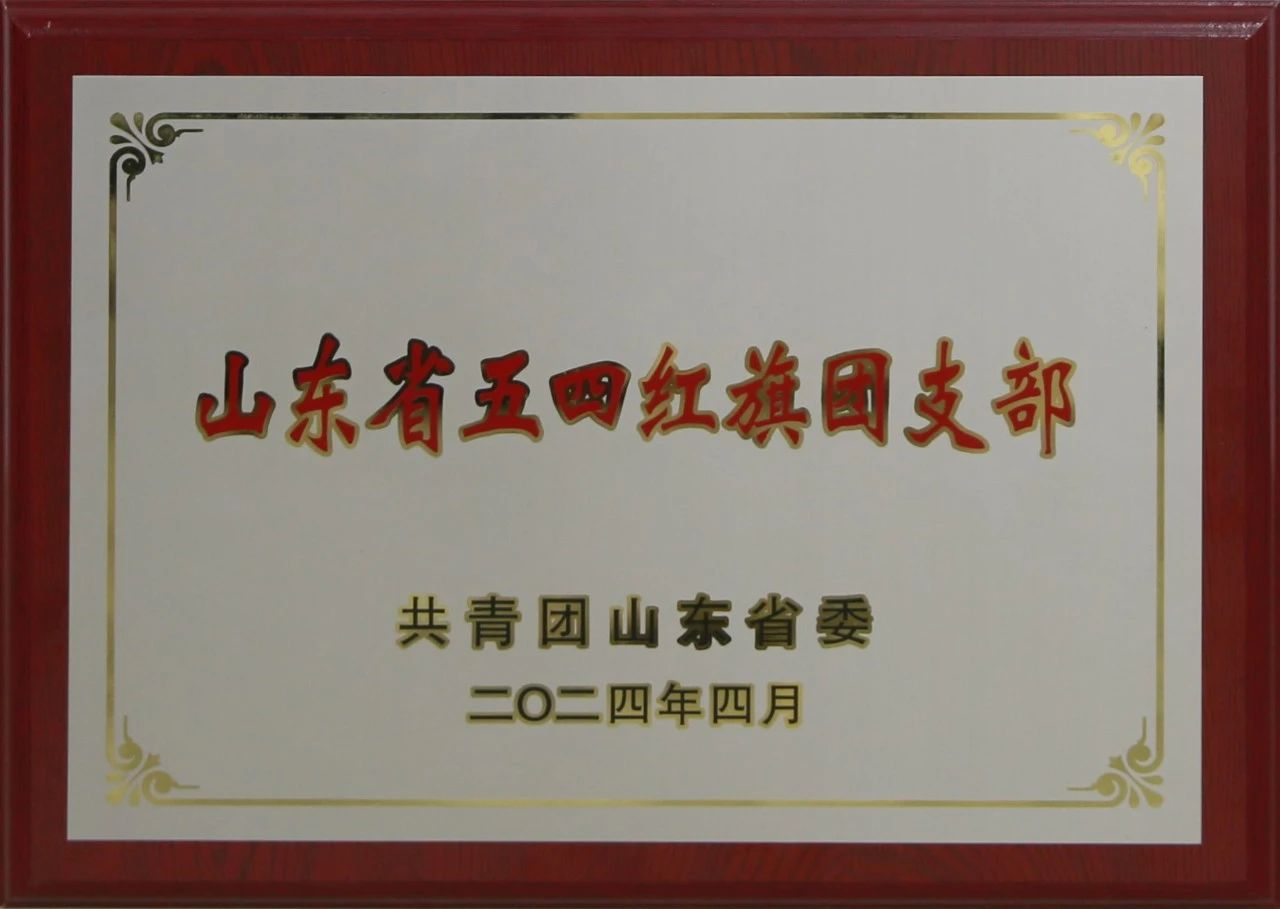 山东省五四红旗团支部
共青团山东省委
二〇二四年四月